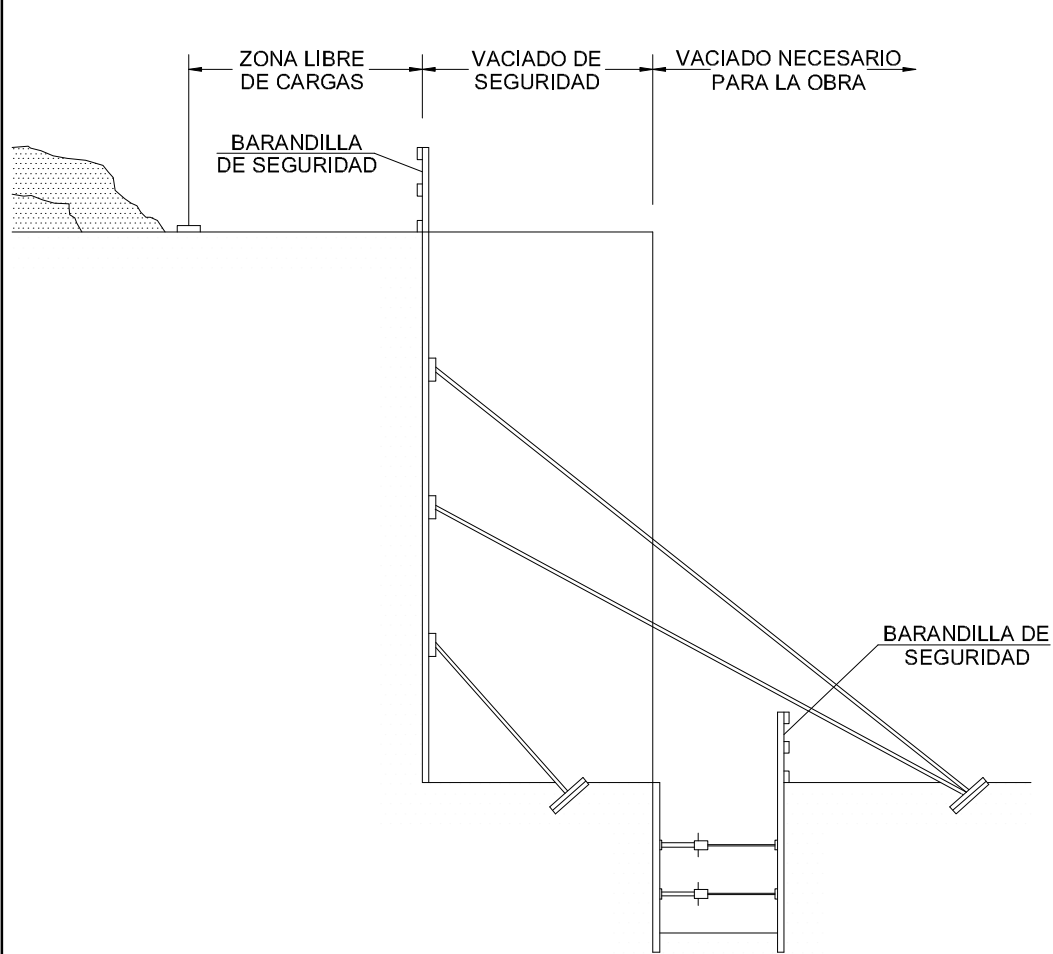 ZONA LIBRE
DE CARGAS
VACIADO DE
SEGURIDAD
VACIADO NECESARIO
PARA LA OBRA
BARANDILLA
DE SEGURIDAD
BARANDILLA DE
SEGURIDAD